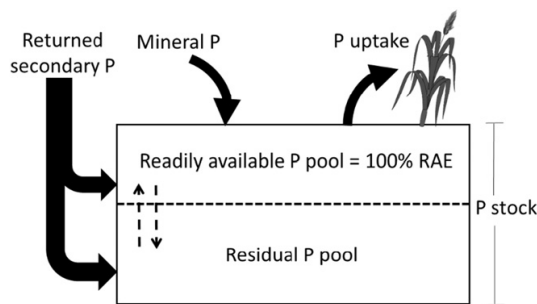 Returned
secondary P
Mineral P
P uptake
Readily available P pool = 100% RAE
P stock
Residual P pool